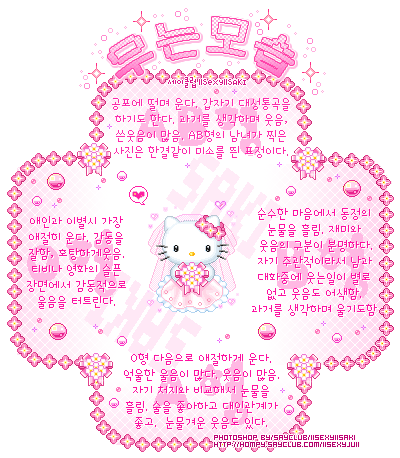 웃는모습
세이클럽IISexyIISAKI
공포에 떨며 운다. 갑자기 대성통곡을
하기도 한다. 과거를 생각하며 웃음,
쓴웃음이 많음. AB형의 남녀가 찍은
사진은 한결같이 미소를 띈 표정이다.
애인과 이별시 가장
애절히 운다. 감동을
잘함, 호탕하게웃음.
티비나 영화의 슬픈
장면에서 감동적으로
울음을 터트린다.
순수한 마음에서 동정의
눈물을 흘림, 재미와
웃음의 구분이 분명하다.
자기 주관적이라서 남과
대화중에 웃는일이 별로
없고 웃음도 어색함,
과거를 생각하며 울기도함
O형 다음으로 애절하게 운다.
억울한 울음이 많다. 웃음이 많음.
자기 처지와 비교해서 눈물을
흘림, 술을 좋아하고 대인관계가
좋고, 눈물겨운 웃음도 있다.
PHOTOSHOP BY/SAYCLUB/IISEXYIISAKI
HTTP://HOMPY.SAYCLUB.COM/IISEXYJJII